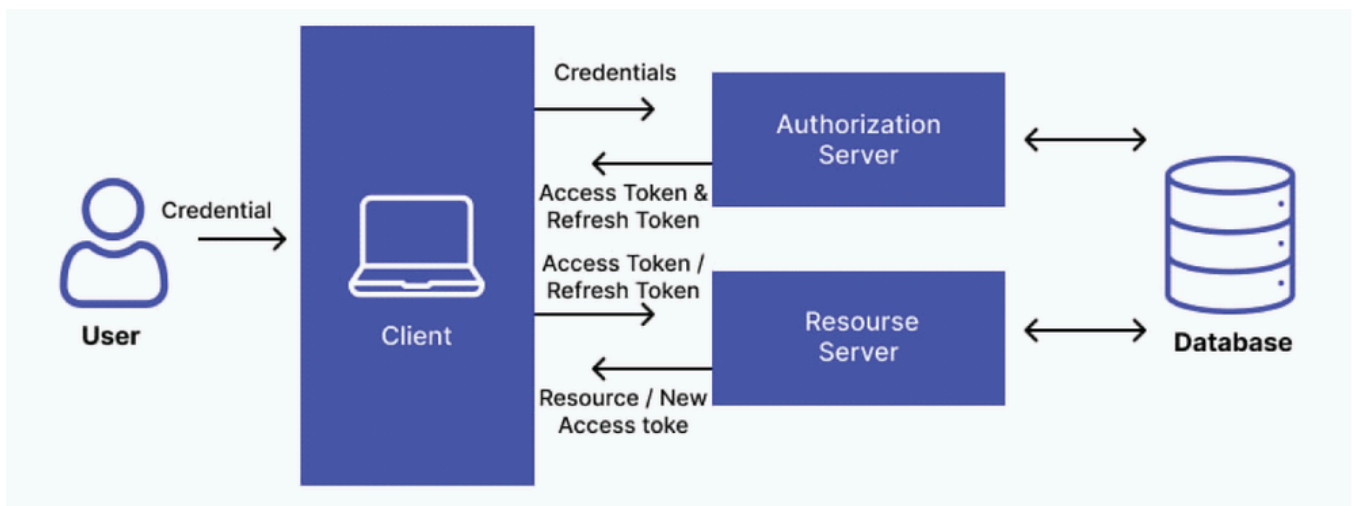 Credential
User
Client
Credentials
Access Token &
Refresh Token
Access Token /
Refresh Token
Resource / New
Access toke
Authorization
Server
Resourse
Server
Database